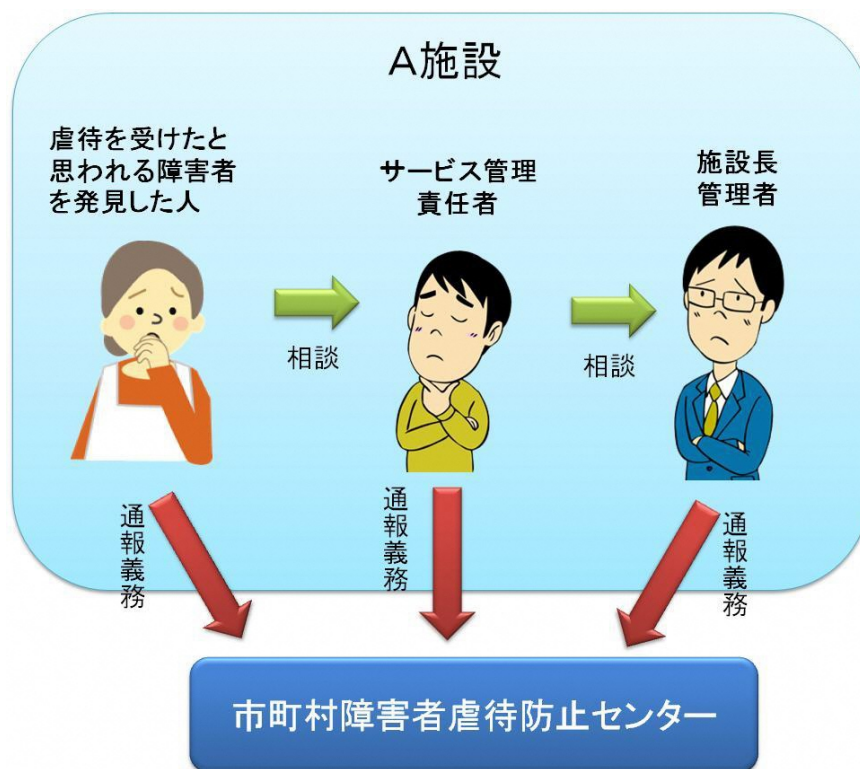 A施設
虐待を受けたと
思われる障害者
を発見した人
サービス管理
責任者
施設長
管理者
相談
相談
通報義務
通報義務
通報義務
市町村障害者虐待防止センター